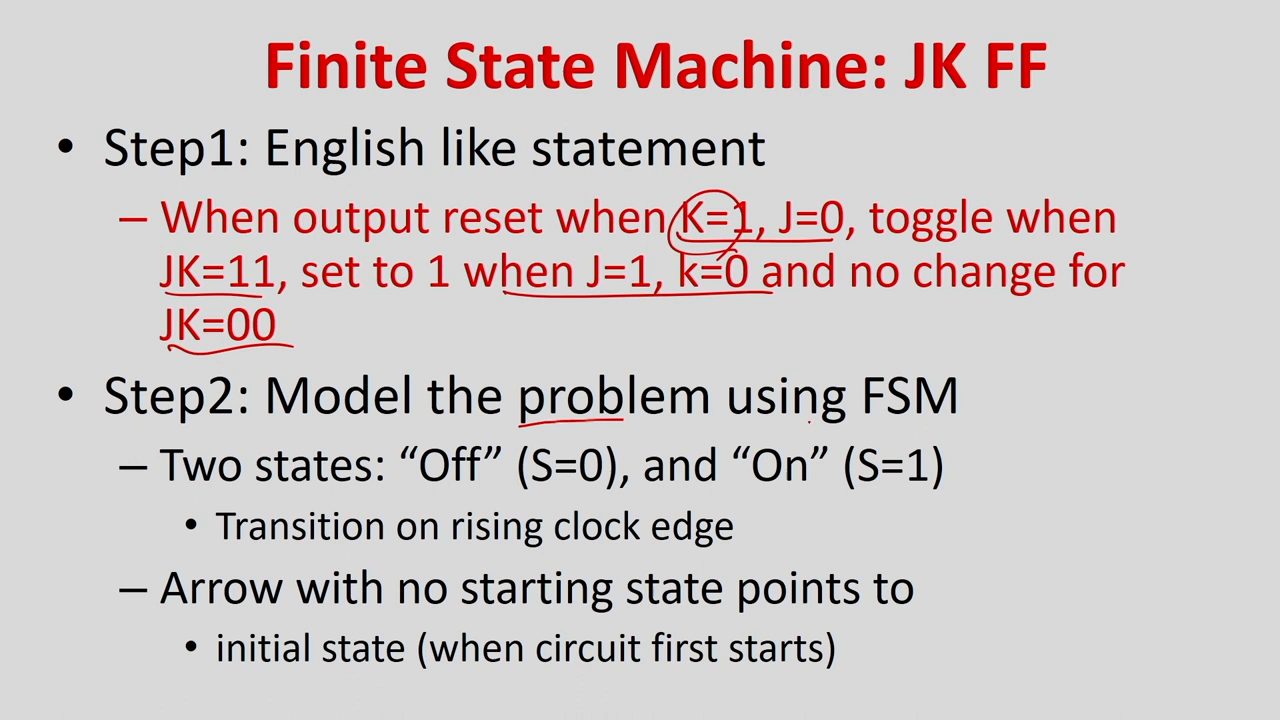 Finite State Machine: JK FF
• Step1: English like statement
– When output reset when K=1, J=0, toggle when
JK=11, set to 1 when J=1, k=0 and no change for
JK=00
• Step2: Model the problem using FSM
– Two states: “Off” (S=0), and “On” (S=1)
• Transition on rising clock edge
– Arrow with no starting state points to
• initial state (when circuit first starts)